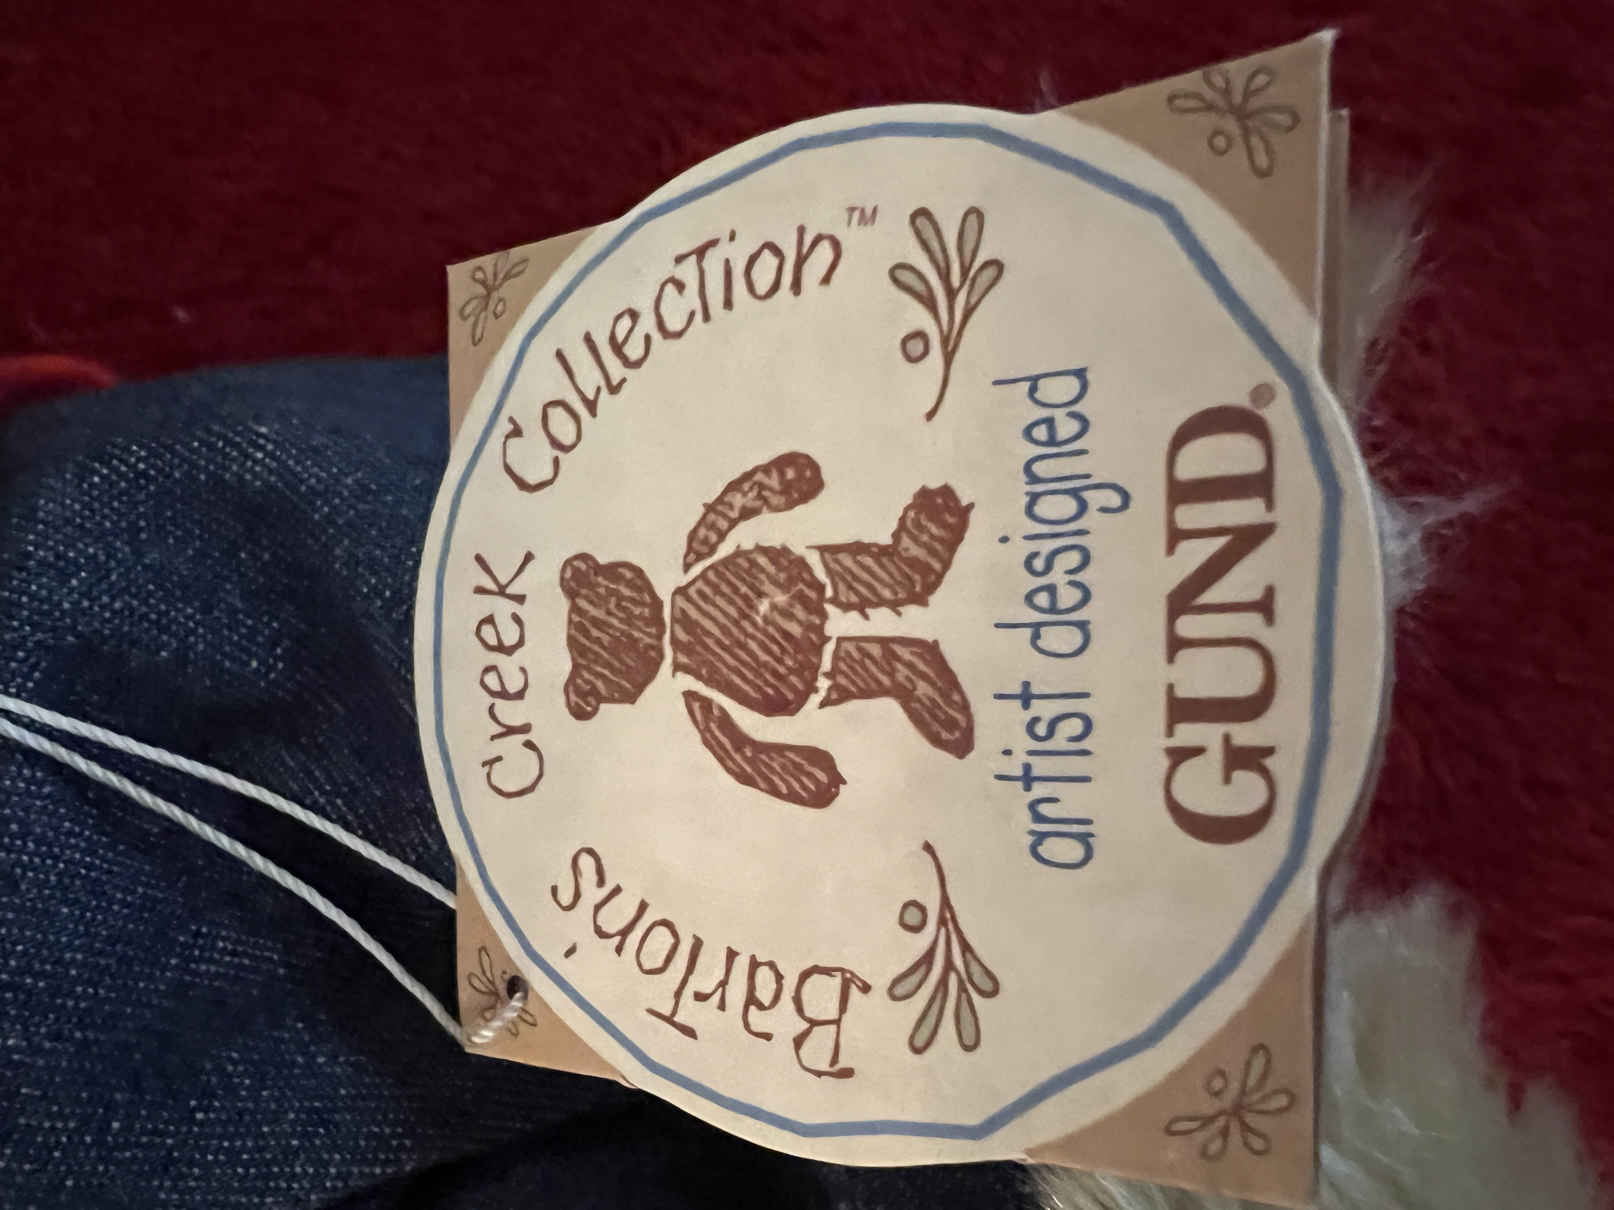 Barton's Creek Collection™
artist designed
GUND®